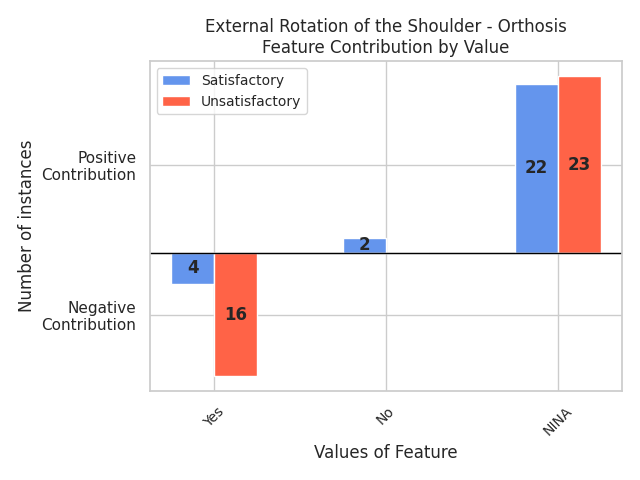 External Rotation of the Shoulder - Orthosis
Feature Contribution by Value
Satisfactory
Unsatisfactory
Number of instances
Positive
Contribution
Negative
Contribution
22
23
2
4
16
Yes
No
NINA
Values of Feature